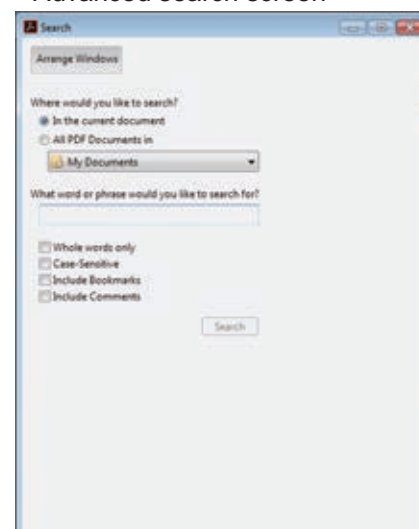 Advanced search screen
Search
Arrange Windows
Where would you like to search?
In the current document
All PDF Documents in
My Documents
What word or phrase would you like to search for?
Whole words only
Case-Sensitive
Include Bookmarks
Include Comments
Search